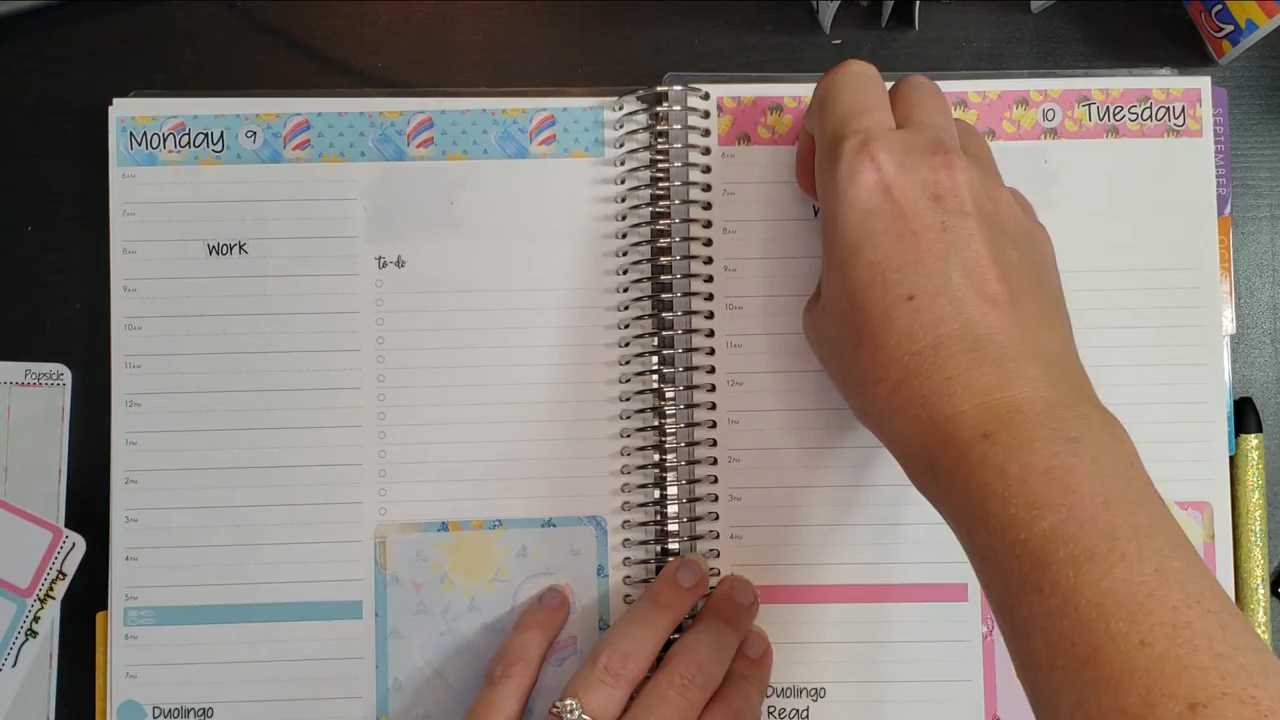 Monday 9
6AM
7AM
8AM
Work
9AM
10AM
11AM
12PM
1PM
2PM
3PM
4PM
5PM
6PM
7PM
Duolingo
to-do
10 Tuesday
6AM
7AM
8AM
9AM
10AM
11AM
12PM
1PM
2PM
3PM
4PM
Duolingo
Read
SEPTEMBER
Popsicle